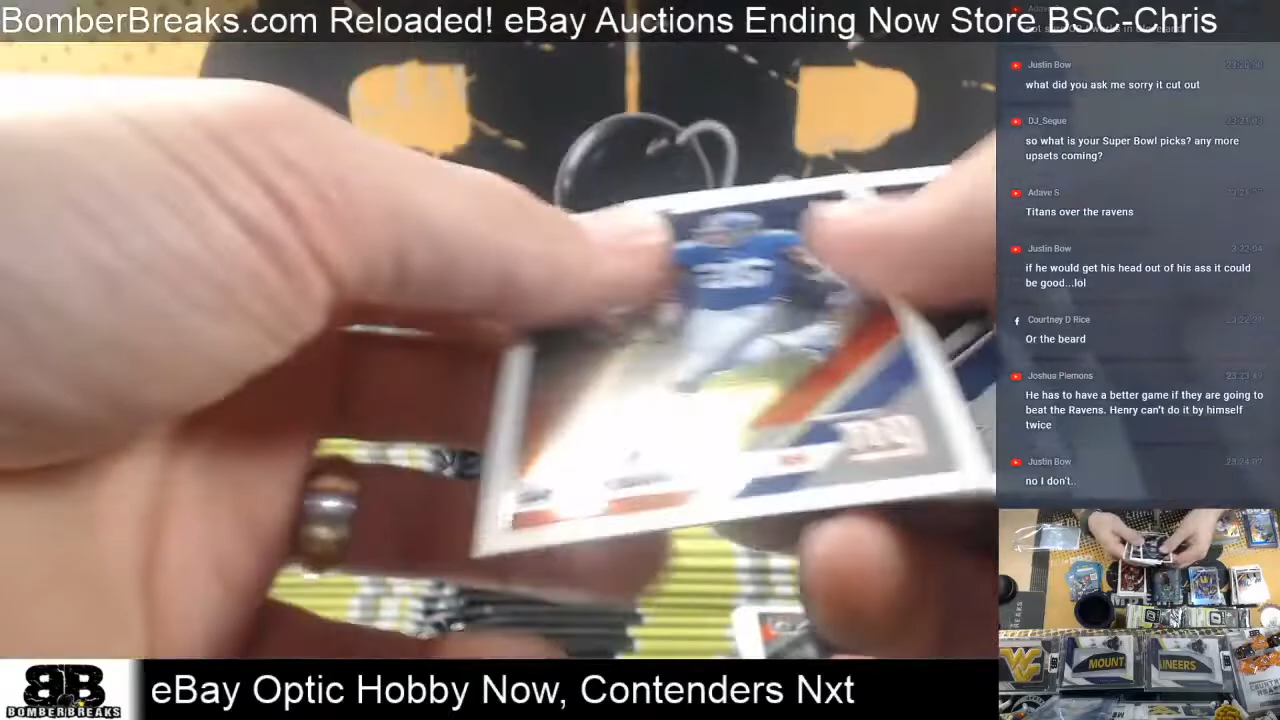 BomberBreaks.com Reloaded! eBay Auctions Ending Now Store BSC-Chris
Justin Bow
what did you ask me sorry it cut out
DJ_Segue
so what is your Super Bowl picks? any more
upsets coming?
Adave S
Titans over the ravens
Justin Bow
if he would get his head out of his ass it could
be good...lol
Courtney D Rice
Or the beard
Joshua Plemons
He has to have a better game if they are going to
beat the Ravens. Henry can't do it by himself
twice
Justin Bow
no I don't..
ny
MOUNT
AINEERS
BB
BOMBERBREAKS
eBay Optic Hobby Now, Contenders Nxt